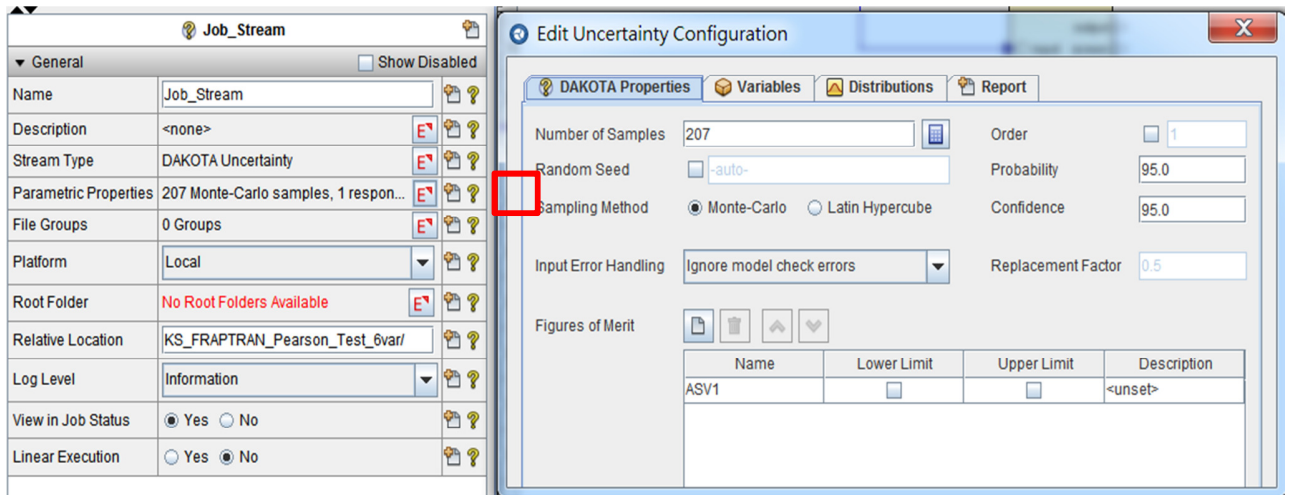 Job_Stream
General
Show Disabled
Name Job_Stream
Description <none>
Stream Type DAKOTA Uncertainty
Parametric Properties 207 Monte-Carlo samples, 1 respon...
File Groups 0 Groups
Platform Local
Root Folder No Root Folders Available
Relative Location KS_FRAPTRAN_Pearson_Test_6var/
Log Level Information
View in Job Status Yes No
Linear Execution Yes No
Edit Uncertainty Configuration
DAKOTA Properties Variables Distributions Report
Number of Samples 207 Order 1
Random Seed -auto- Probability 95.0
Sampling Method Monte-Carlo Latin Hypercube Confidence 95.0
Input Error Handling Ignore model check errors Replacement Factor 0.5
Figures of Merit
Name Lower Limit Upper Limit Description
ASV1 <unset>